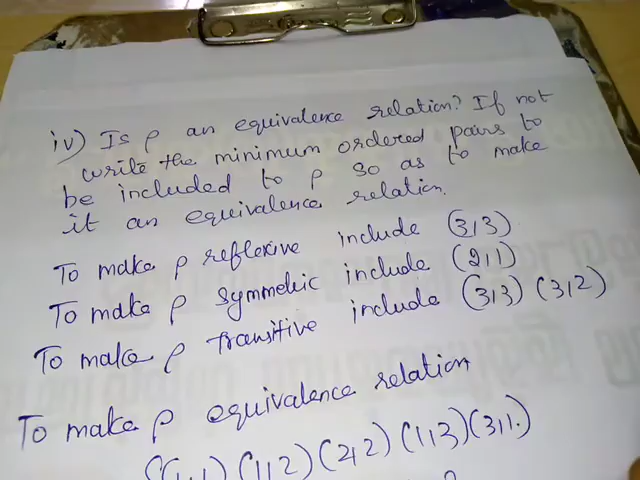 iv) Is ρ an equivalence relation? If not
write the minimum ordered pairs to
be included to ρ so as to make
it an equivalence relation.
To make ρ reflexive include (3,3)
To make ρ symmetric include (2,1)
To make ρ transitive include (3,3) (3,2)
To make ρ equivalence relation
(1,2) (2,2) (1,3) (3,1)